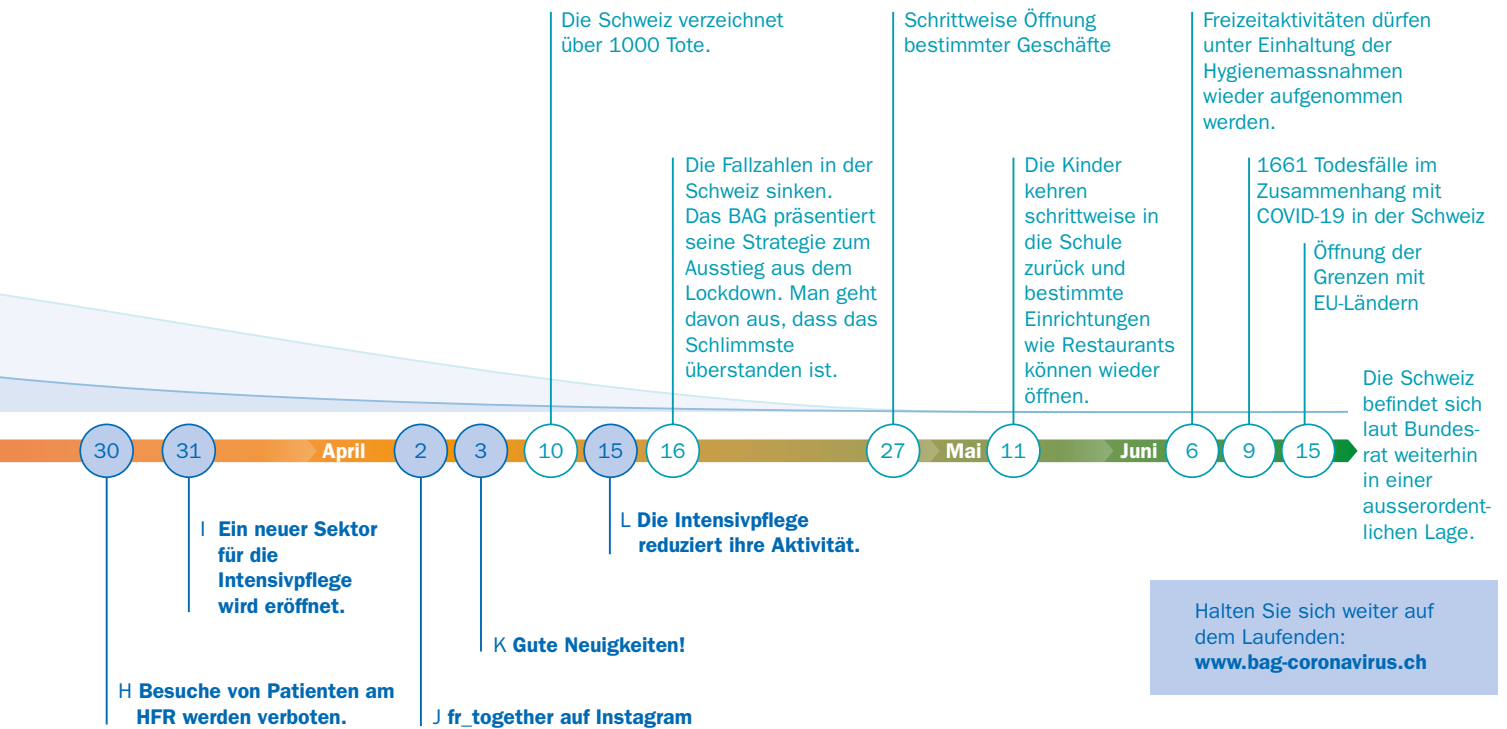 Die Schweiz verzeichnet
über 1000 Tote.
Schrittweise Öffnung
bestimmter Geschäfte
Freizeitaktivitäten dürfen
unter Einhaltung der
Hygienemassnahmen
wieder aufgenommen
werden.
Die Fallzahlen in der
Schweiz sinken.
Das BAG präsentiert
seine Strategie zum
Ausstieg aus dem
Lockdown. Man geht
davon aus, dass das
Schlimmste
überstanden ist.
Die Kinder
kehren
schrittweise in
die Schule
zurück und
bestimmte
Einrichtungen
wie Restaurants
können wieder
öffnen.
1661 Todesfälle im
Zusammenhang mit
COVID-19 in der Schweiz
Öffnung der
Grenzen mit
EU-Ländern
Die Schweiz
befindet sich
laut Bundes-
rat weiterhin
in einer
ausserordent-
lichen Lage.
30 31 April 2 3 10 15 16 27 Mai 11 Juni 6 9 15
I Ein neuer Sektor
für die
Intensivpflege
wird eröffnet.
L Die Intensivpflege
reduziert ihre Aktivität.
K Gute Neuigkeiten!
H Besuche von Patienten am
HFR werden verboten.
J fr_together auf Instagram
Halten Sie sich weiter auf
dem Laufenden:
www.bag-coronavirus.ch